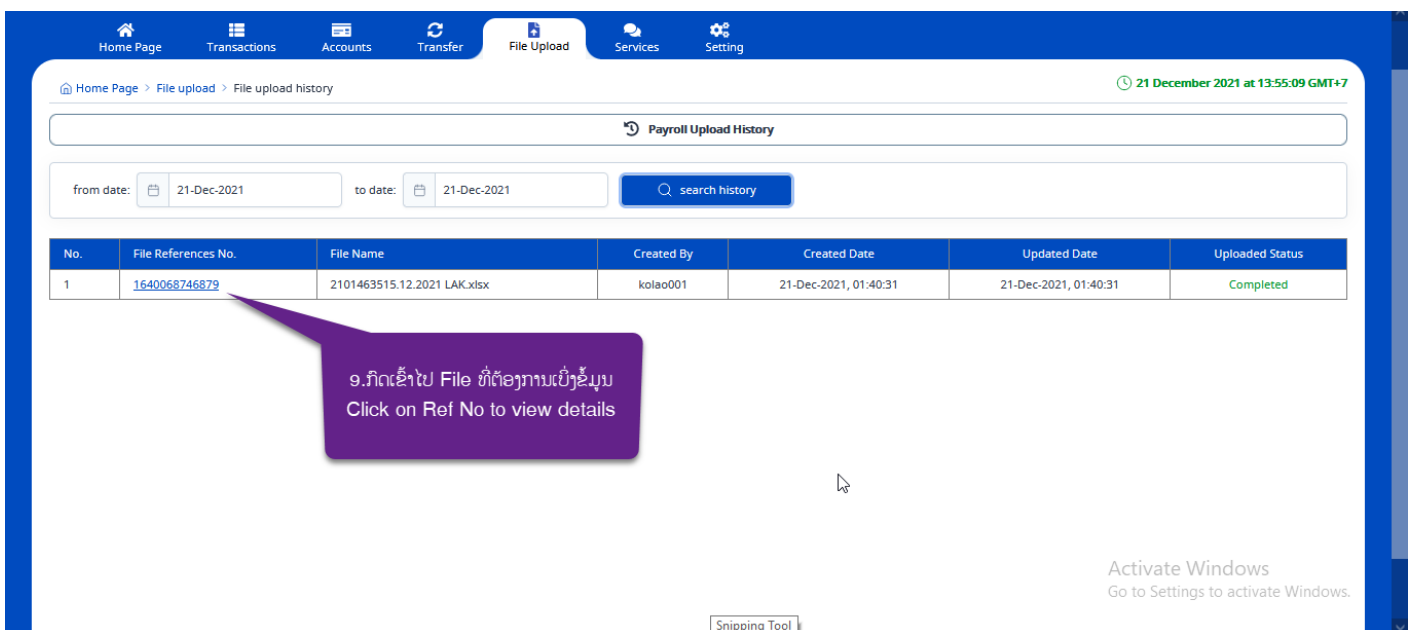 Home Page Transactions Accounts Transfer File Upload Services Setting
Home Page > File upload > File upload history
21 December 2021 at 13:55:09 GMT+7
Payroll Upload History
from date: 21-Dec-2021 to date: 21-Dec-2021 search history
No. File References No. File Name Created By Created Date Updated Date Uploaded Status
1 1640068746879 2101463515.12.2021 LAK.xlsx kolao001 21-Dec-2021, 01:40:31 21-Dec-2021, 01:40:31 Completed
໑.ກົດເຂົ້າໄປ File ທີ່ຕ້ອງການເບິ່ງຂໍ້ມູນ
Click on Ref No to view details
Activate Windows
Go to Settings to activate Windows.
Snipping Tool